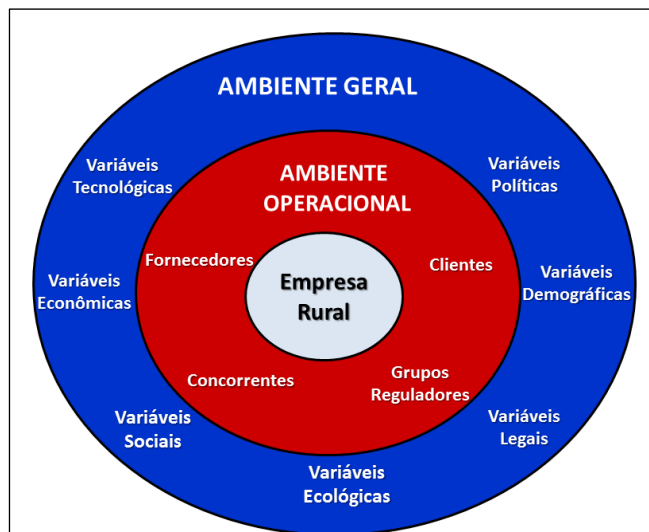 AMBIENTE GERAL
Variáveis
Tecnológicas
Variáveis
Políticas
AMBIENTE
OPERACIONAL
Fornecedores
Clientes
Variáveis
Econômicas
Empresa
Rural
Variáveis
Demográficas
Concorrentes
Grupos
Reguladores
Variáveis
Sociais
Variáveis
Legais
Variáveis
Ecológicas